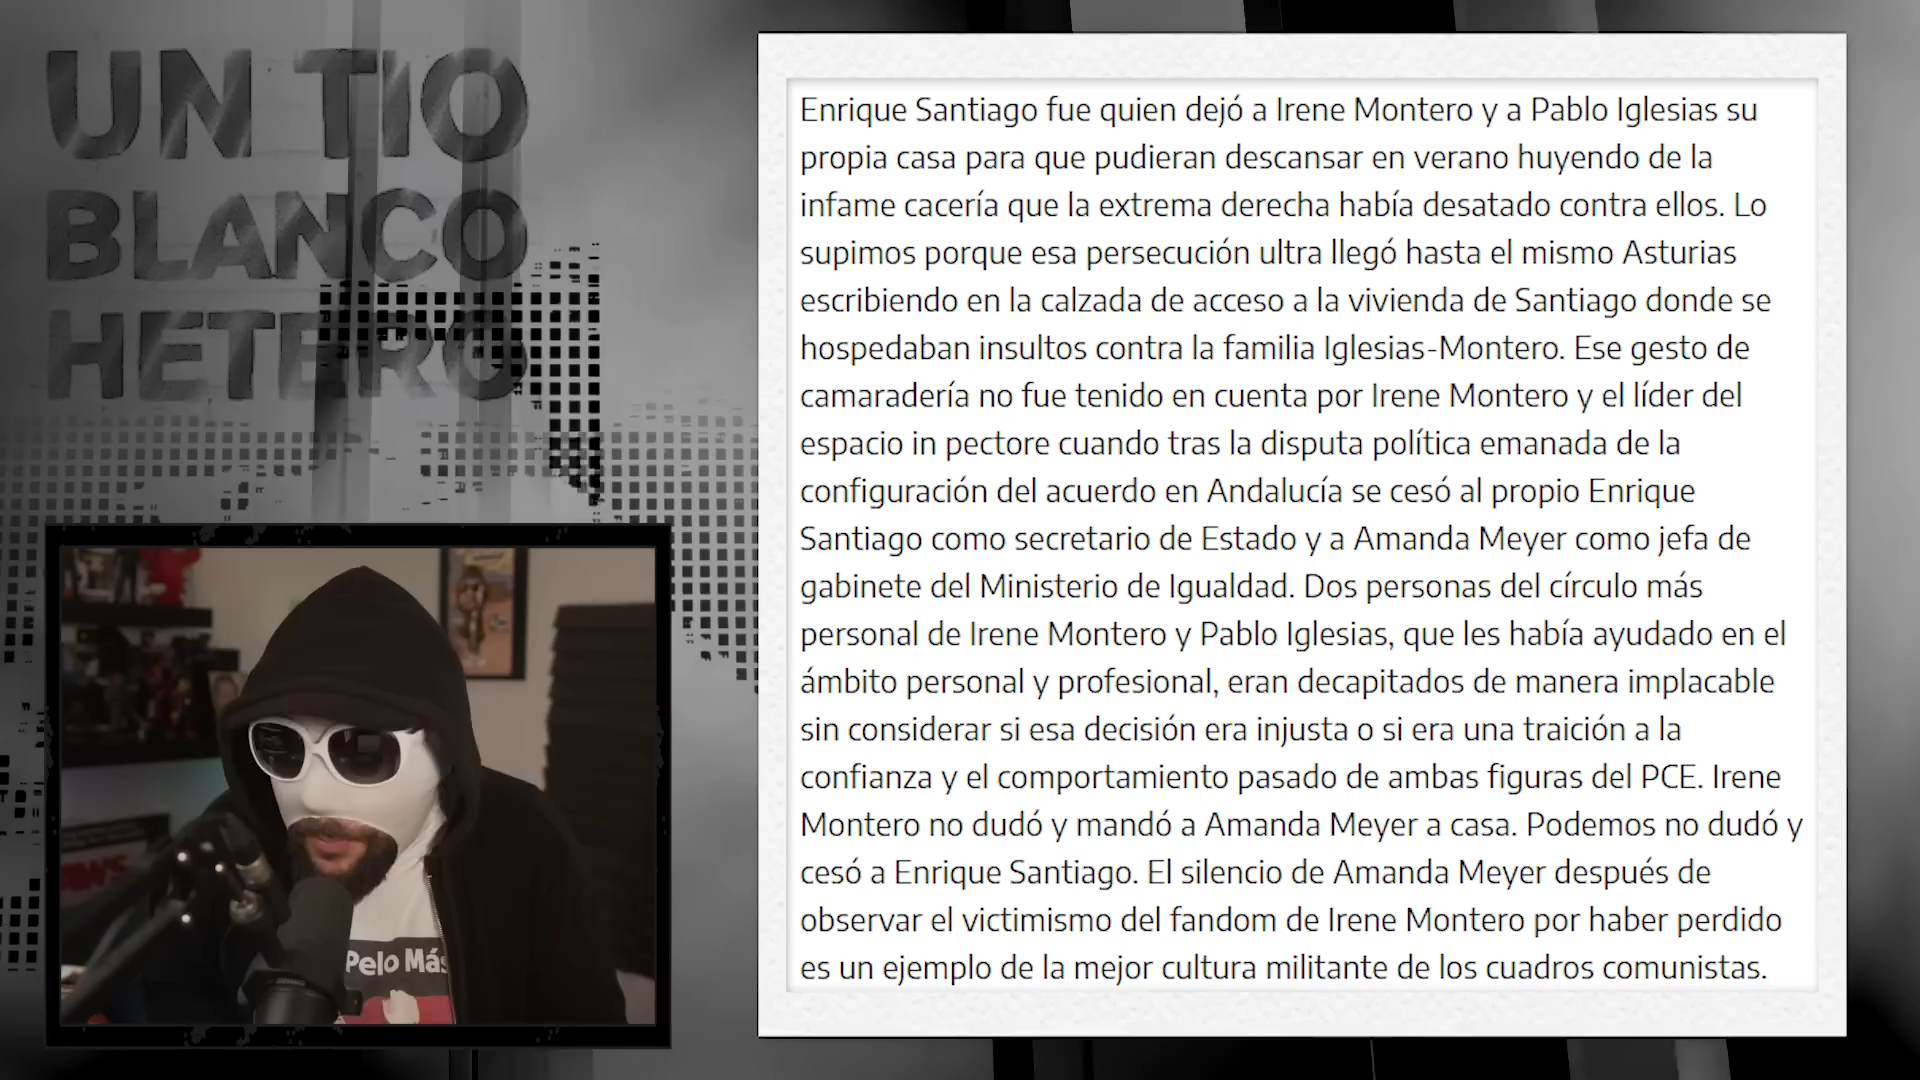 UN TIO
BLANCO
HETERO
Enrique Santiago fue quien dejó a Irene Montero y a Pablo Iglesias su
propia casa para que pudieran descansar en verano huyendo de la
infame cacería que la extrema derecha había desatado contra ellos. Lo
supimos porque esa persecución ultra llegó hasta el mismo Asturias
escribiendo en la calzada de acceso a la vivienda de Santiago donde se
hospedaban insultos contra la familia Iglesias-Montero. Ese gesto de
camaradería no fue tenido en cuenta por Irene Montero y el líder del
espacio in pectore cuando tras la disputa política emanada de la
configuración del acuerdo en Andalucía se cesó al propio Enrique
Santiago como secretario de Estado y a Amanda Meyer como jefa de
gabinete del Ministerio de Igualdad. Dos personas del círculo más
personal de Irene Montero y Pablo Iglesias, que les había ayudado en el
ámbito personal y profesional, eran decapitados de manera implacable
sin considerar si esa decisión era injusta o si era una traición a la
confianza y el comportamiento pasado de ambas figuras del PCE. Irene
Montero no dudó y mandó a Amanda Meyer a casa. Podemos no dudó y
cesó a Enrique Santiago. El silencio de Amanda Meyer después de
observar el victimismo del fandom de Irene Montero por haber perdido
es un ejemplo de la mejor cultura militante de los cuadros comunistas.
Pelo Más